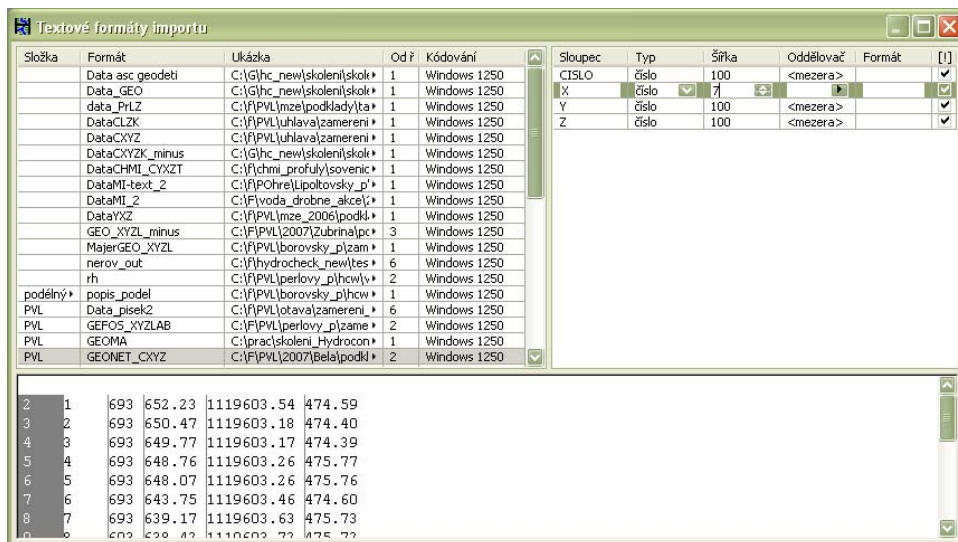 Textové formáty importu
Složka Formát Ukázka Od ř Kódování
Data asc geodeti C:\G\hc_new\skoleni\skole 1 Windows 1250
Data_GEO C:\G\hc_new\skoleni\skole 1 Windows 1250
data_PrLZ C:\f\PVL\mze\podklady\ta 1 Windows 1250
DataCLZK C:\f\PVL\uhlava\zamereni 1 Windows 1250
DataCXYZ C:\f\PVL\uhlava\zamereni 1 Windows 1250
DataCXYZK_minus C:\G\hc_new\skoleni\skole 1 Windows 1250
DataCHMI_CYXZT C:\f\chmi_profuly\sovenic 1 Windows 1250
DataMI-text_2 C:\f\POhre\Lipoltovsky_p' 1 Windows 1250
DataMI_2 C:\F\voda_drobne_akce\ 1 Windows 1250
DataYXZ C:\f\PVL\mze_2006\podkl 1 Windows 1250
GEO_XYZL_minus C:\F\PVL\2007\Zubrina\pc 3 Windows 1250
MajerGEO_XYZL C:\f\PVL\borovsky_p\zam 1 Windows 1250
nerov_out C:\f\hydrocheck_new\tes 6 Windows 1250
rh C:\f\PVL\perlovy_p\hcw\v 2 Windows 1250
podélný popis_podel C:\f\PVL\borovsky_p\hcw 1 Windows 1250
PVL Data_pisek2 C:\f\PVL\otava\zamereni_ 6 Windows 1250
PVL GEFOS_XYZLAB C:\F\PVL\perlovy_p\zame 2 Windows 1250
PVL GEOMA C:\prac\skoleni_Hydrocon 1 Windows 1250
PVL GEONET_CXYZ C:\F\PVL\2007\Bela\podkl 2 Windows 1250
Sloupec Typ Šířka Oddělovač Formát [!]
CISLO číslo 100 <mezera>
X číslo 7
Y číslo 100 <mezera>
Z číslo 100 <mezera>
2 1 693 652.23 1119603.54 474.59
3 2 693 650.47 1119603.18 474.40
4 3 693 649.77 1119603.17 474.39
5 4 693 648.76 1119603.26 475.77
6 5 693 648.07 1119603.26 475.76
7 6 693 643.75 1119603.46 474.60
8 7 693 639.17 1119603.63 475.73